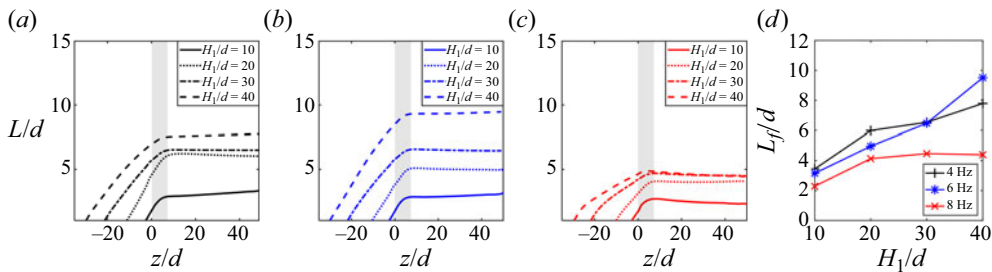 (a) (b) (c) (d)
15 15 15 12
H1/d = 10 H1/d = 10 H1/d = 10
H1/d = 20 H1/d = 20 H1/d = 20
H1/d = 30 H1/d = 30 H1/d = 30
H1/d = 40 H1/d = 40 H1/d = 40
10 10 10 10
L/d Lf/d
8
6
5 5 5 4
4 Hz
6 Hz
8 Hz
2
0
−20 0 20 40 −20 0 20 40 −20 0 20 40 10 20 30 40
z/d z/d z/d H1/d